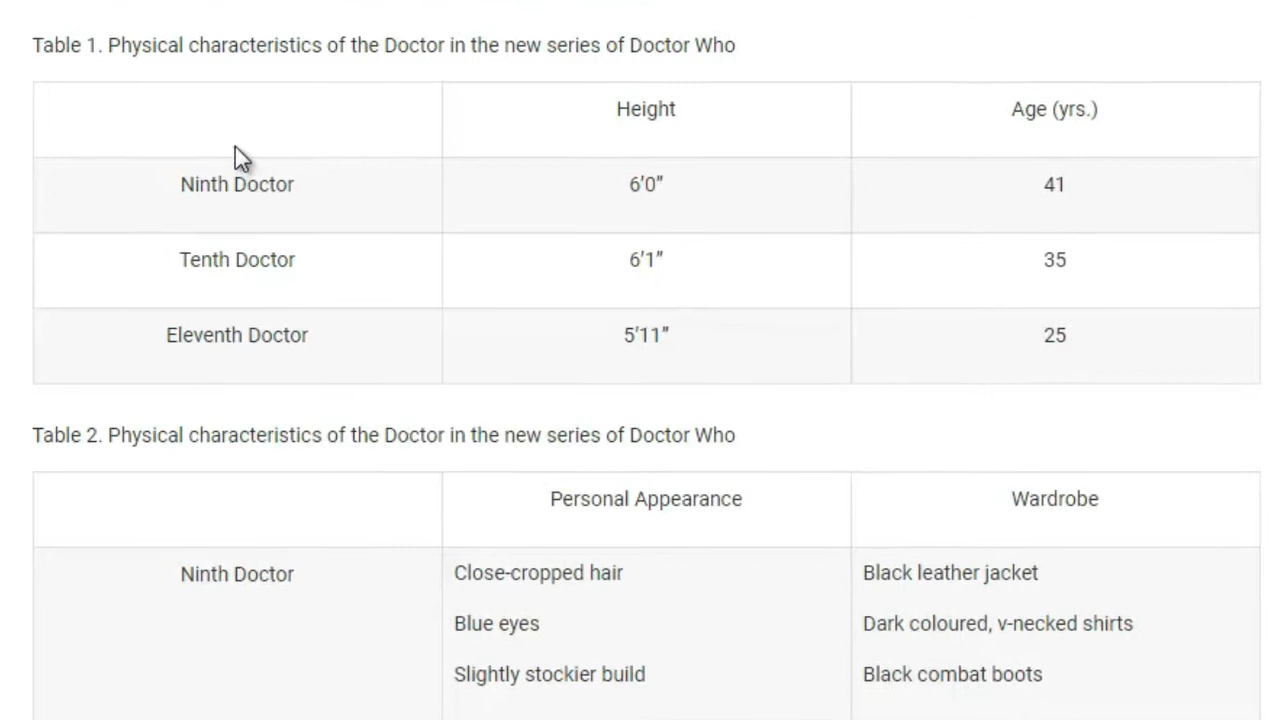 Table 1. Physical characteristics of the Doctor in the new series of Doctor Who
Height Age (yrs.)
Ninth Doctor 6'0" 41
Tenth Doctor 6'1" 35
Eleventh Doctor 5'11" 25
Table 2. Physical characteristics of the Doctor in the new series of Doctor Who
Personal Appearance Wardrobe
Ninth Doctor Close-cropped hair Black leather jacket
Blue eyes Dark coloured, v-necked shirts
Slightly stockier build Black combat boots